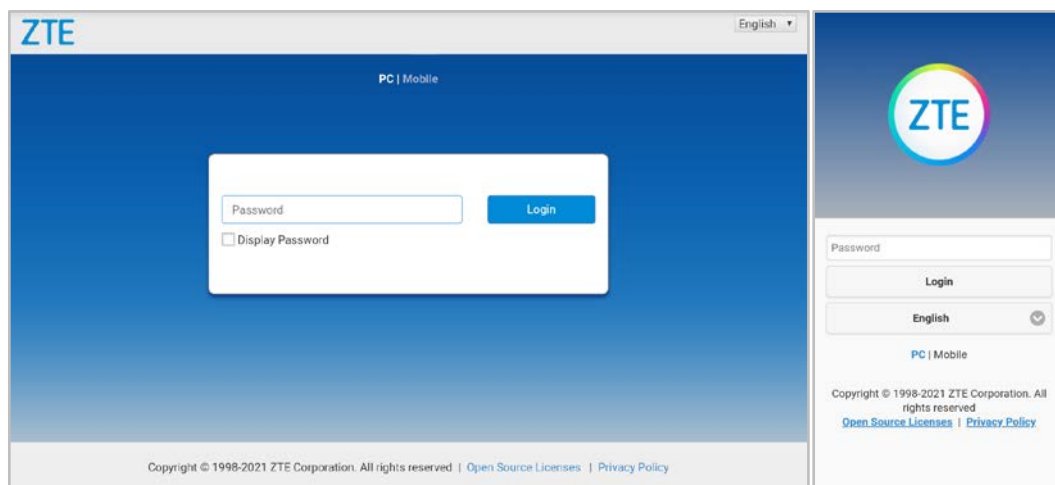 ZTE
English
PC | Mobile
Password
Login
Display Password
Copyright © 1998-2021 ZTE Corporation. All rights reserved | Open Source Licenses | Privacy Policy
ZTE
Password
Login
English
PC | Mobile
Copyright © 1998-2021 ZTE Corporation. All
rights reserved
Open Source Licenses | Privacy Policy